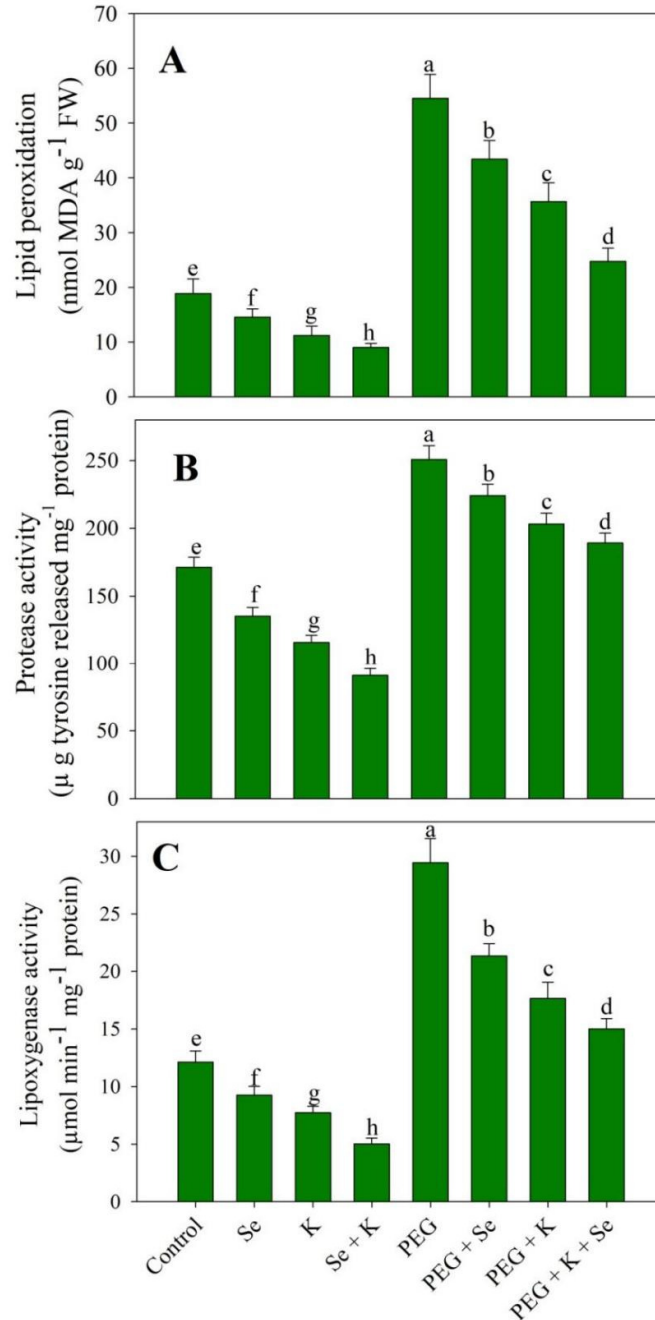 A
Lipid peroxidation
(nmol MDA g⁻¹ FW)
70
60
50
40
30
20
10
0
e
f
g
h
a
b
c
d
B
Protease activity
(µ g tyrosine released mg⁻¹ protein)
250
200
150
100
50
0
e
f
g
h
a
b
c
d
C
Lipoxygenase activity
(µmol min⁻¹ mg⁻¹ protein)
30
25
20
15
10
5
0
e
f
g
h
a
b
c
d
Control
Se
K
Se + K
PEG
PEG + Se
PEG + K
PEG + K + Se